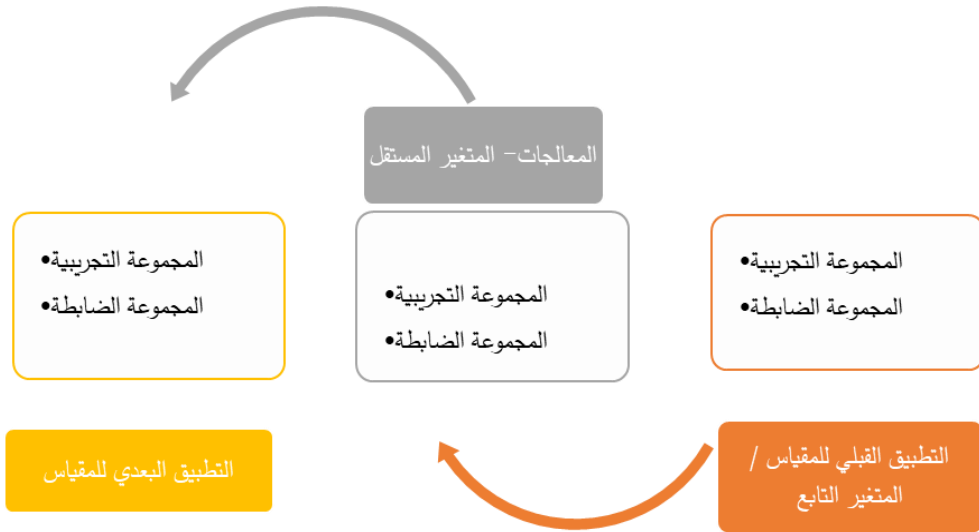 المعالجات- المتغير المستقل
•المجموعة التجريبية
•المجموعة الضابطة
التطبيق القبلي للمقياس /
المتغير التابع
•المجموعة التجريبية
•المجموعة الضابطة
•المجموعة التجريبية
•المجموعة الضابطة
التطبيق البعدي للمقياس